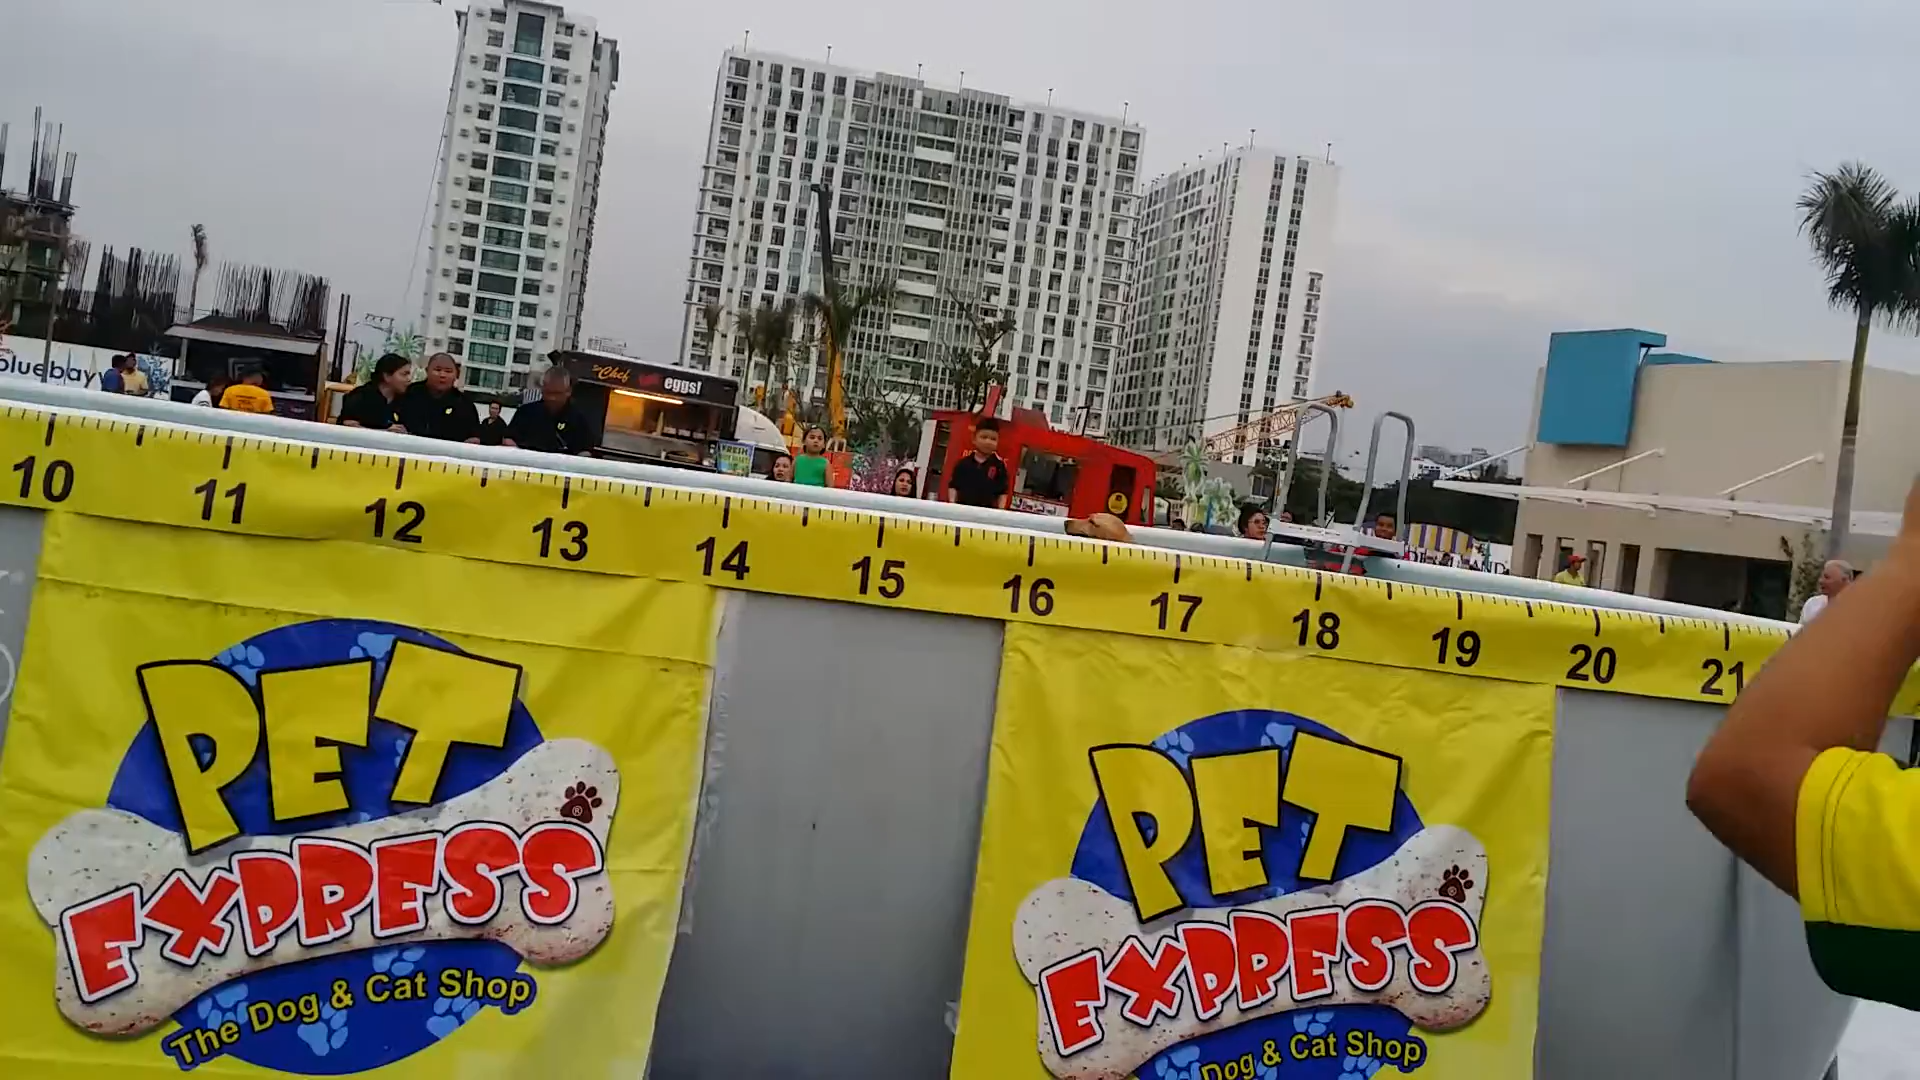 bluebay
Chef eggs!
FRESH
10 11 12 13 14 15 16 17 18 19 20 21
PET
EXPRESS
®
The Dog & Cat Shop
PET
EXPRESS
®
Dog & Cat Shop